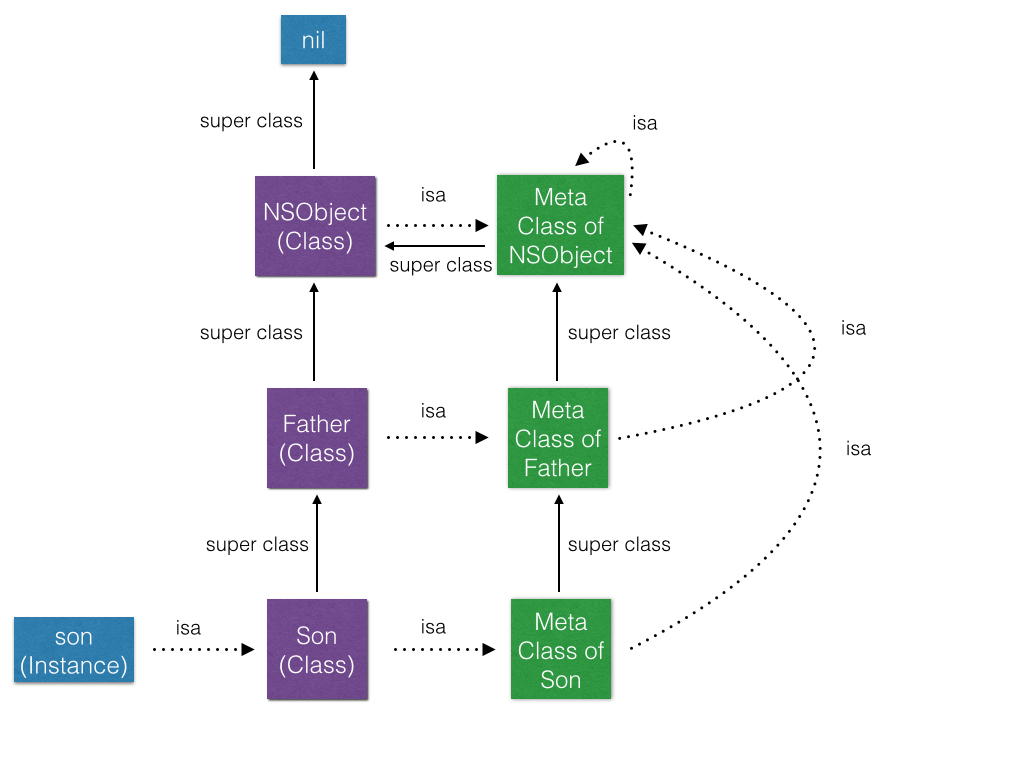 nil
super class
isa
NSObject
(Class)
isa
super class
Meta
Class of
NSObject
super class
super class
isa
Father
(Class)
isa
Meta
Class of
Father
isa
super class
super class
son
(Instance)
isa
Son
(Class)
isa
Meta
Class of
Son